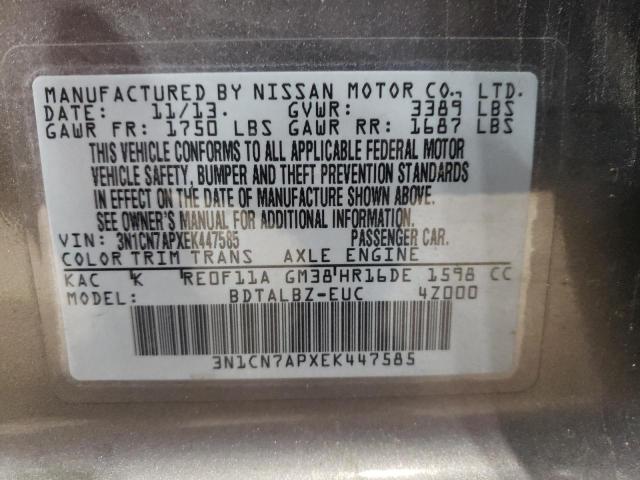 MANUFACTURED BY NISSAN MOTOR CO., LTD.
DATE: 11/13. GVWR: 3389 LBS
GAWR FR: 1750 LBS GAWR RR: 1687 LBS
THIS VEHICLE CONFORMS TO ALL APPLICABLE FEDERAL MOTOR
VEHICLE SAFETY, BUMPER AND THEFT PREVENTION STANDARDS
IN EFFECT ON THE DATE OF MANUFACTURE SHOWN ABOVE.
SEE OWNER'S MANUAL FOR ADDITIONAL INFORMATION.
VIN: 3N1CN7APXEK447585 PASSENGER CAR.
COLOR TRIM TRANS AXLE ENGINE
KAC K RE0F11A GM38 HR16DE 1598 CC
MODEL: BDTALBZ-EUC 4Z000
3N1CN7APXEK447585